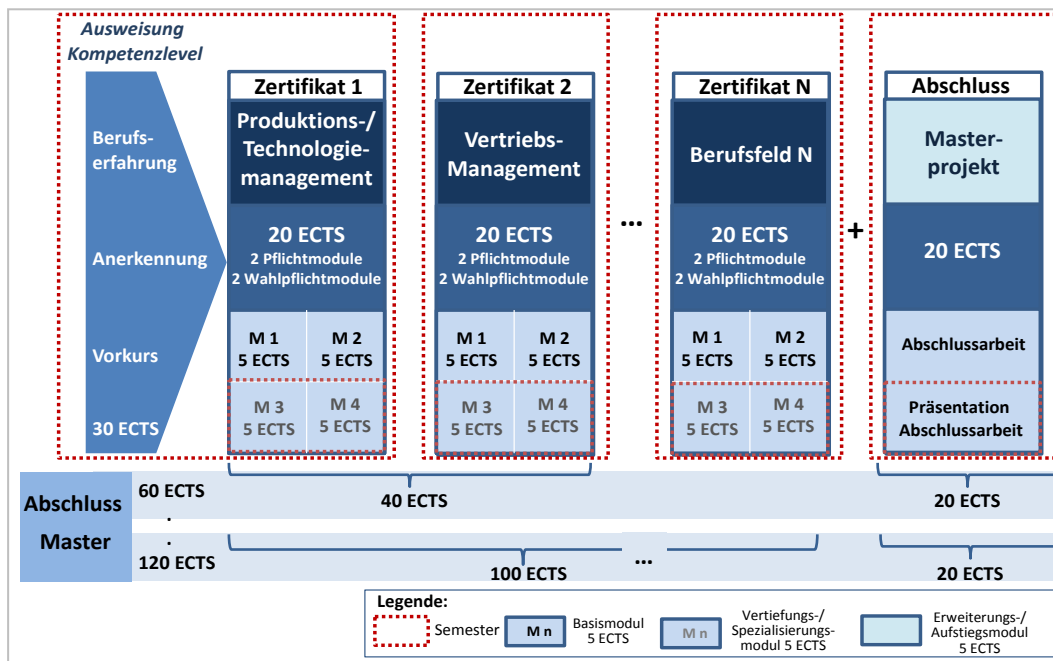 Ausweisung
Kompetenzlevel
Berufs-
erfahrung
Anerkennung
Vorkurs
30 ECTS
Zertifikat 1
Produktions-/
Technologie-
management
20 ECTS
2 Pflichtmodule
2 Wahlpflichtmodule
M 1
5 ECTS
M 2
5 ECTS
M 3
5 ECTS
M 4
5 ECTS
Zertifikat 2
Vertriebs-
Management
20 ECTS
2 Pflichtmodule
2 Wahlpflichtmodule
M 1
5 ECTS
M 2
5 ECTS
M 3
5 ECTS
M 4
5 ECTS
...
Zertifikat N
Berufsfeld N
20 ECTS
2 Pflichtmodule
2 Wahlpflichtmodule
M 1
5 ECTS
M 2
5 ECTS
M 3
5 ECTS
M 4
5 ECTS
+
Abschluss
Master-
projekt
20 ECTS
Abschlussarbeit
Präsentation
Abschlussarbeit
Abschluss
Master
60 ECTS
.
.
120 ECTS
40 ECTS
20 ECTS
100 ECTS
...
20 ECTS
Legende:
Semester
M n
Basismodul
5 ECTS
M n
Vertiefungs-/
Spezialisierungs-
modul 5 ECTS
Erweiterungs-/
Aufstiegsmodul
5 ECTS